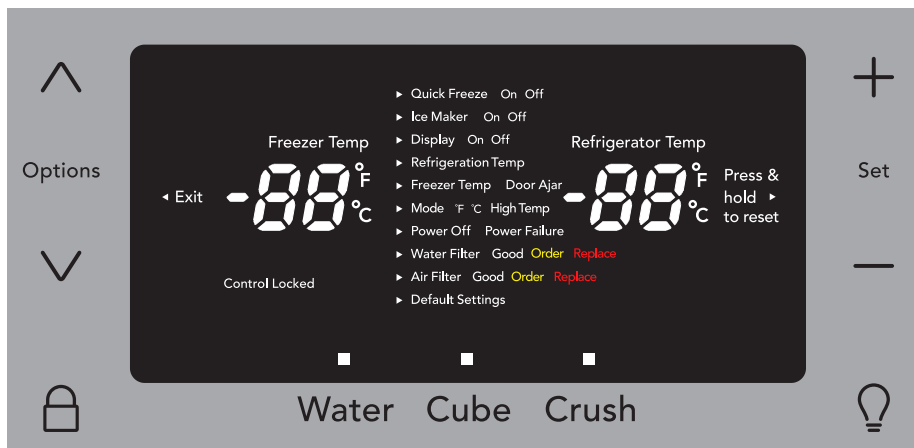 Options
Exit
Freezer Temp
-88 °F °C
Control Locked
Quick Freeze On Off
Ice Maker On Off
Display On Off
Refrigeration Temp
Freezer Temp Door Ajar
Mode °F °C High Temp
Power Off Power Failure
Water Filter Good Order Replace
Air Filter Good Order Replace
Default Settings
Refrigerator Temp
-88 °F °C
Press &
hold
to reset
Set
Water Cube Crush